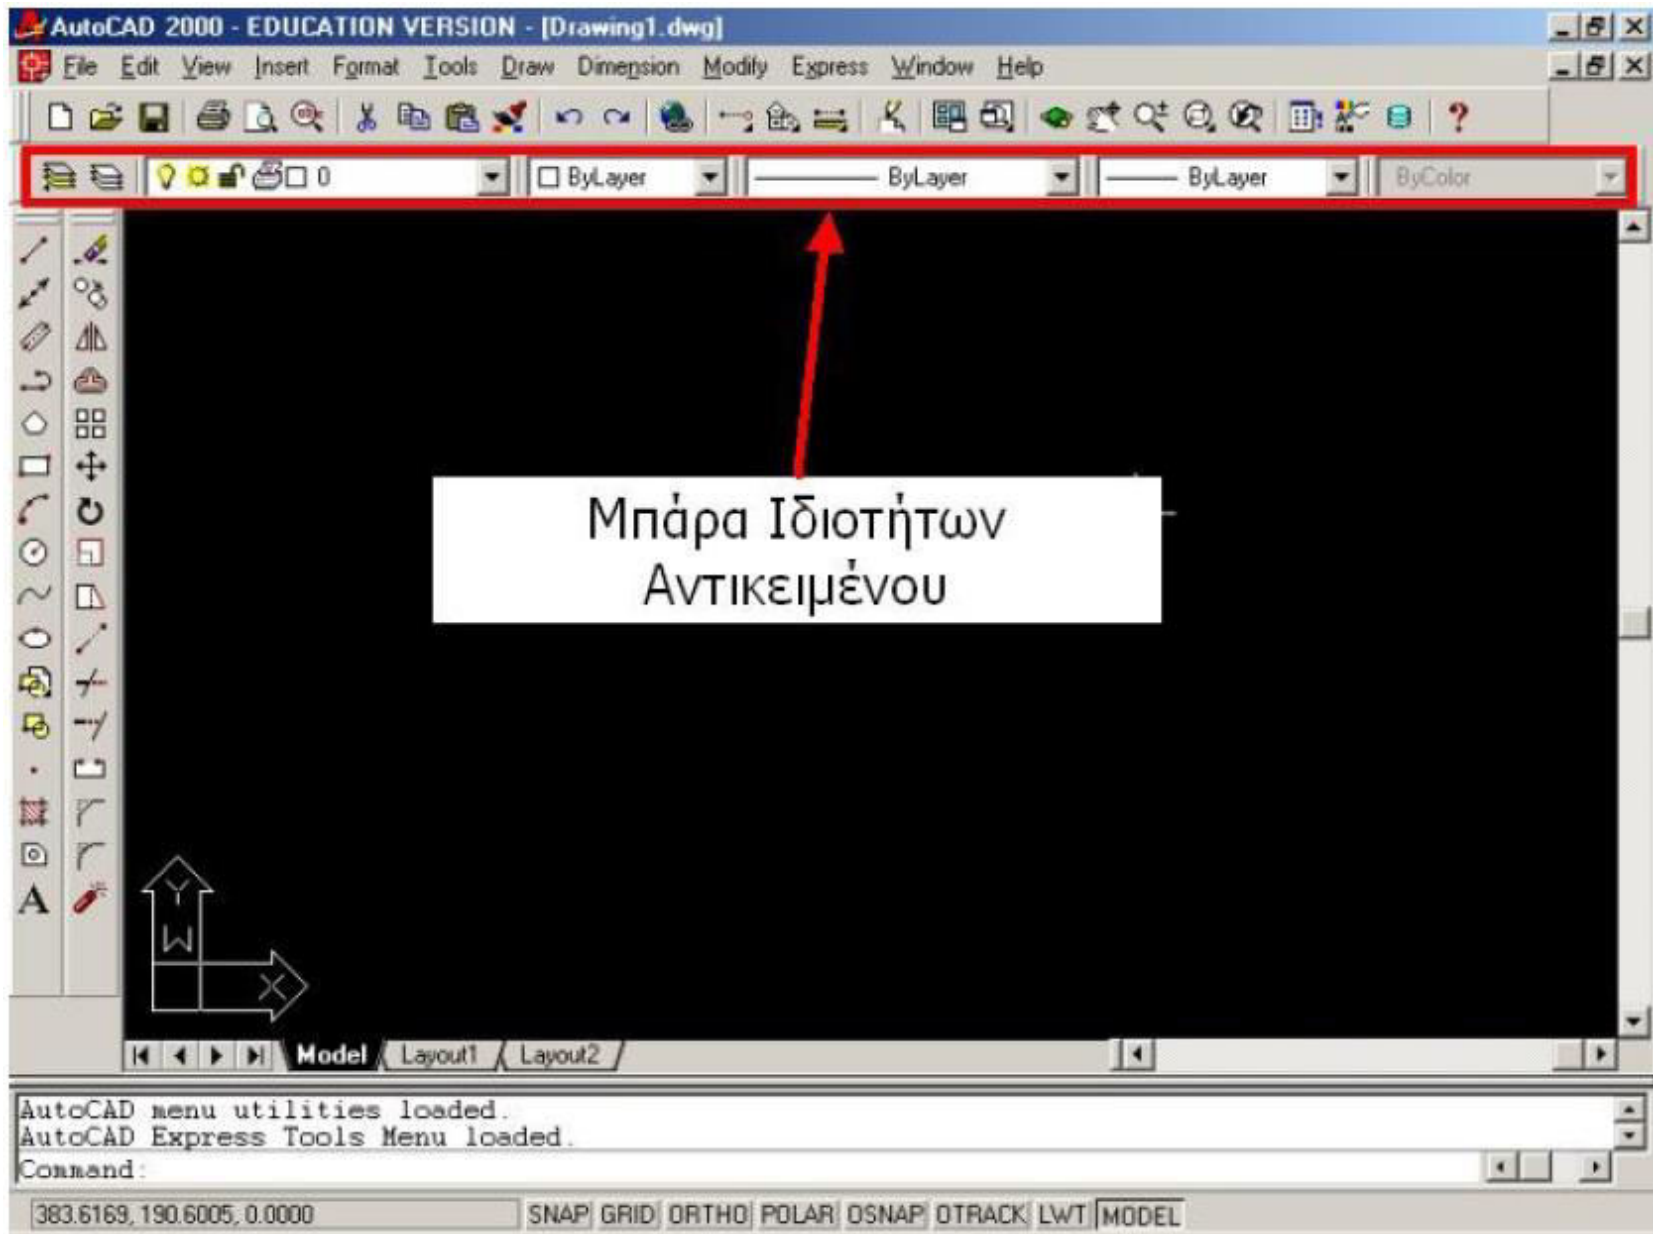 AutoCAD 2000 - EDUCATION VERSION - [Drawing1.dwg]
File Edit View Insert Format Tools Draw Dimension Modify Express Window Help
0 ByLayer ByLayer ByLayer ByColor
Μπάρα Ιδιοτήτων
Αντικειμένου
A
Y
W
X
Model Layout1 Layout2
AutoCAD menu utilities loaded.
AutoCAD Express Tools Menu loaded.
Command:
383.6169, 190.6005, 0.0000 SNAP GRID ORTHO POLAR OSNAP OTRACK LWT MODEL